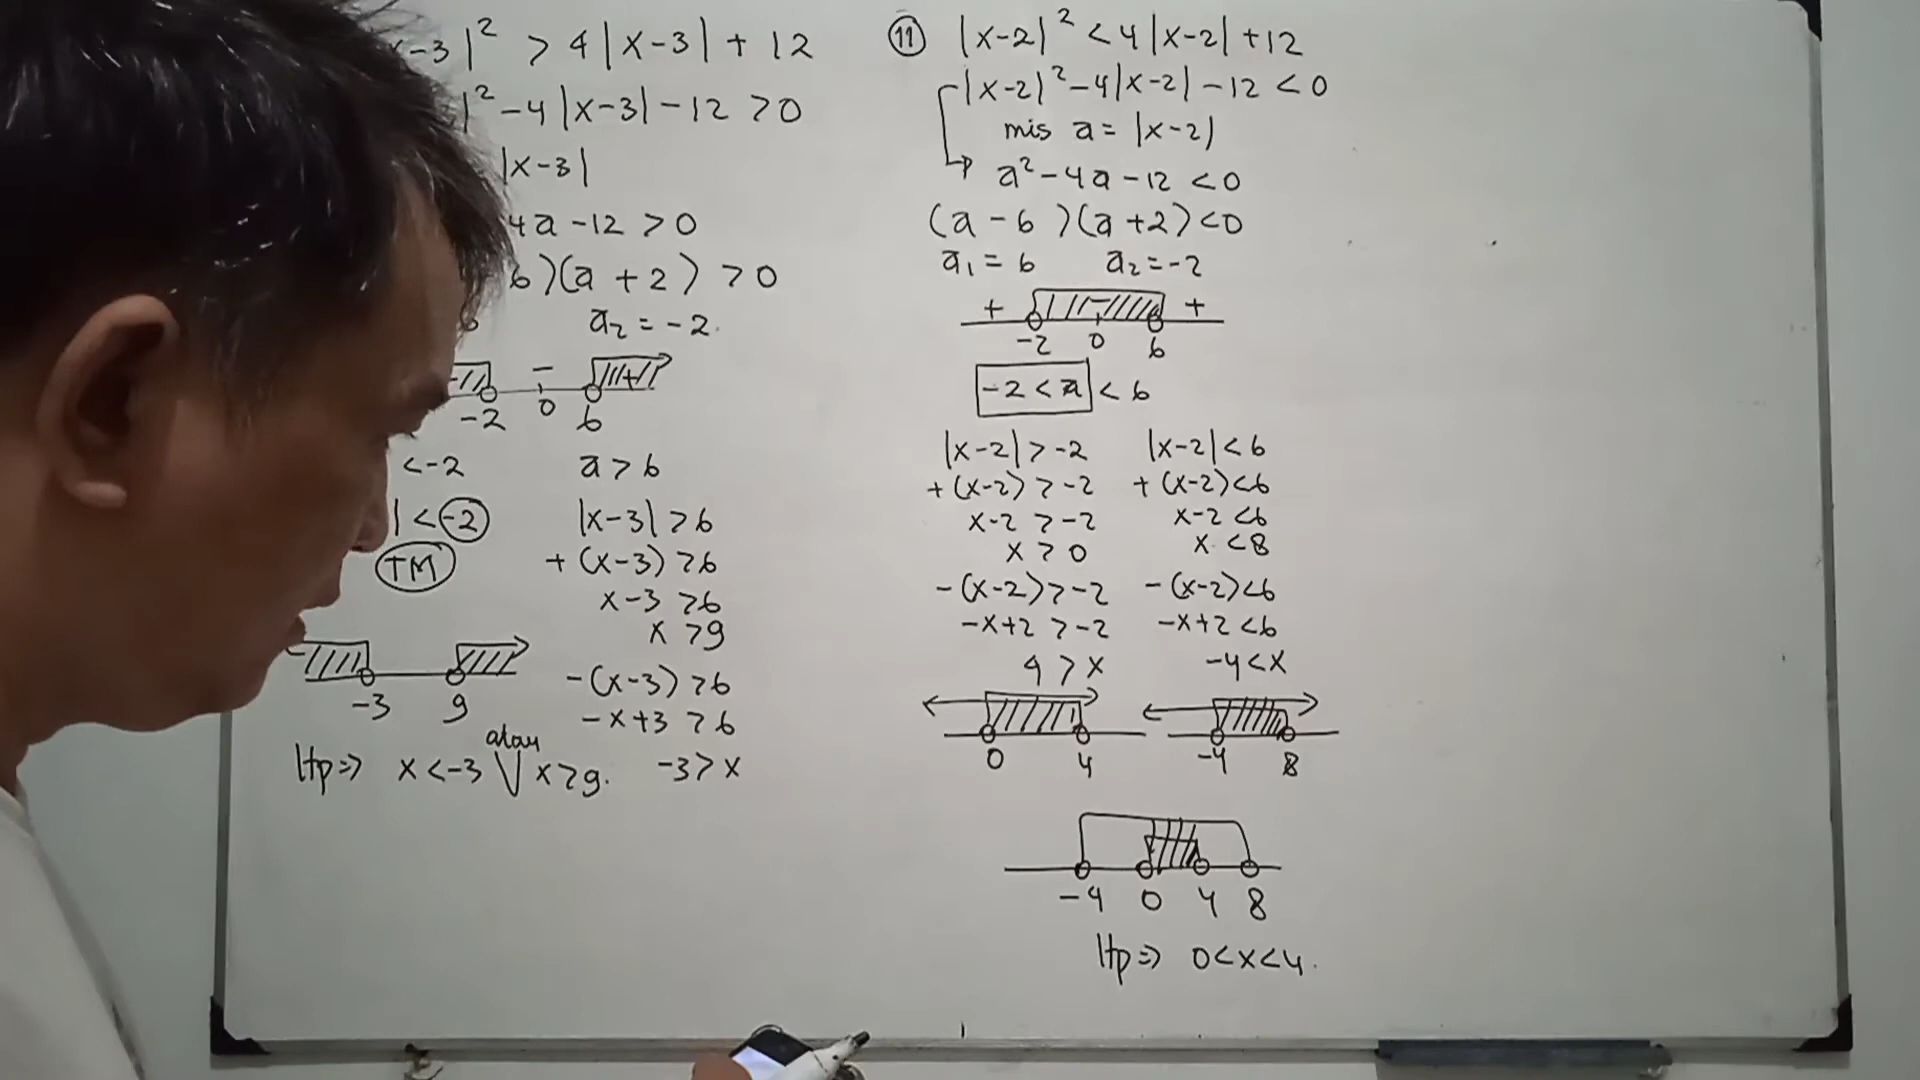 x-3|² > 4|x-3| + 12
|² -4|x-3| -12 > 0
|x-3|
4a -12 > 0
6)(a + 2) > 0
6 a₂ = -2.
- +
-2 0 6
< -2 a > 6
| < -2 |x-3| > 6
TM + (x-3) > 6
x-3 > 6
x > 9
-3 9
-(x-3) > 6
-x+3 > 6
atau
Hp => x < -3 V x > 9. -3 > x
11 |x-2|² < 4|x-2| + 12
|x-2|² - 4|x-2| - 12 < 0
mis a = |x-2|
a² - 4a - 12 < 0
(a - 6)(a + 2) < 0
a₁ = 6 a₂ = -2
+ - +
-2 0 6
-2 < a < 6
|x-2| > -2 |x-2| < 6
+(x-2) > -2 + (x-2) < 6
x-2 > -2 x-2 < 6
x > 0 x < 8
-(x-2) > -2 -(x-2) < 6
-x+2 > -2 -x+2 < 6
4 > x -4 < x
0 4 -4 8
-4 0 4 8
Hp => 0 < x < 4.